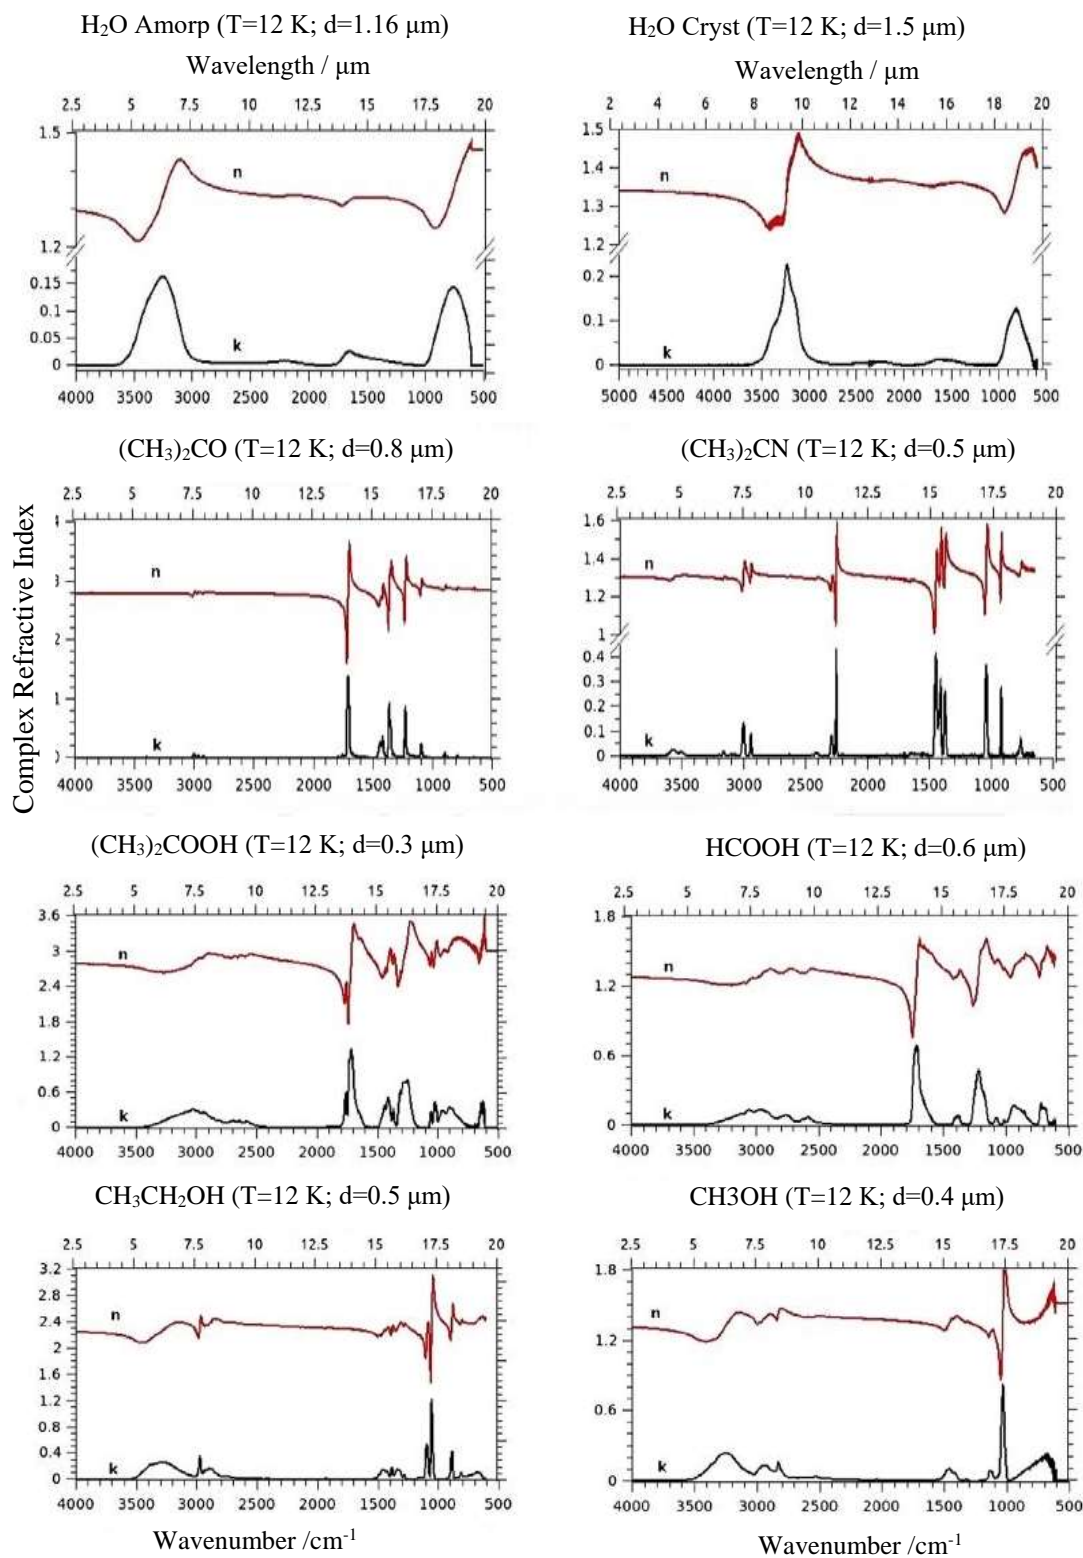 H₂O Amorp (T=12 K; d=1.16 μm)
Wavelength / μm
2.5 5 7.5 10 12.5 15 17.5 20
1.5
n
1.2
0.15
0.1
0.05
0
k
4000 3500 3000 2500 2000 1500 1000 500
H₂O Cryst (T=12 K; d=1.5 μm)
Wavelength / μm
2 4 6 8 10 12 14 16 18 20
1.5
1.4
n
1.3
1.2
0.2
0.1
0
k
5000 4500 4000 3500 3000 2500 2000 1500 1000 500
Complex Refractive Index
(CH₃)₂CO (T=12 K; d=0.8 μm)
2.5 5 7.5 10 12.5 15 17.5 20
n
2
k
4000 3500 3000 2500 2000 1500 1000 500
(CH₃)₂CN (T=12 K; d=0.5 μm)
2.5 5 7.5 10 12.5 15 17.5 20
1.6
1.4
n
1.2
1
0.4
0.3
0.2
0.1
k
0
4000 3500 3000 2500 2000 1500 1000 500
(CH₃)₂COOH (T=12 K; d=0.3 μm)
2.5 5 7.5 10 12.5 15 17.5 20
3.6
n
3
2.4
1.8
1.2
0.6
k
0
4000 3500 3000 2500 2000 1500 1000 500
HCOOH (T=12 K; d=0.6 μm)
2.5 5 7.5 10 12.5 15 17.5 20
1.8
n
1.2
0.6
k
0
4000 3500 3000 2500 2000 1500 1000 500
CH₃CH₂OH (T=12 K; d=0.5 μm)
2.5 5 7.5 10 12.5 15 17.5 20
3.2
2.8
n
2.4
2
1.6
1.2
0.8
0.4
k
0
4000 3500 3000 2500 2000 1500 1000 500
Wavenumber /cm⁻¹
CH3OH (T=12 K; d=0.4 μm)
2.5 5 7.5 10 12.5 15 17.5 20
1.8
n
1.2
0.6
k
0
4000 3500 3000 2500 2000 1500 1000 500
Wavenumber /cm⁻¹